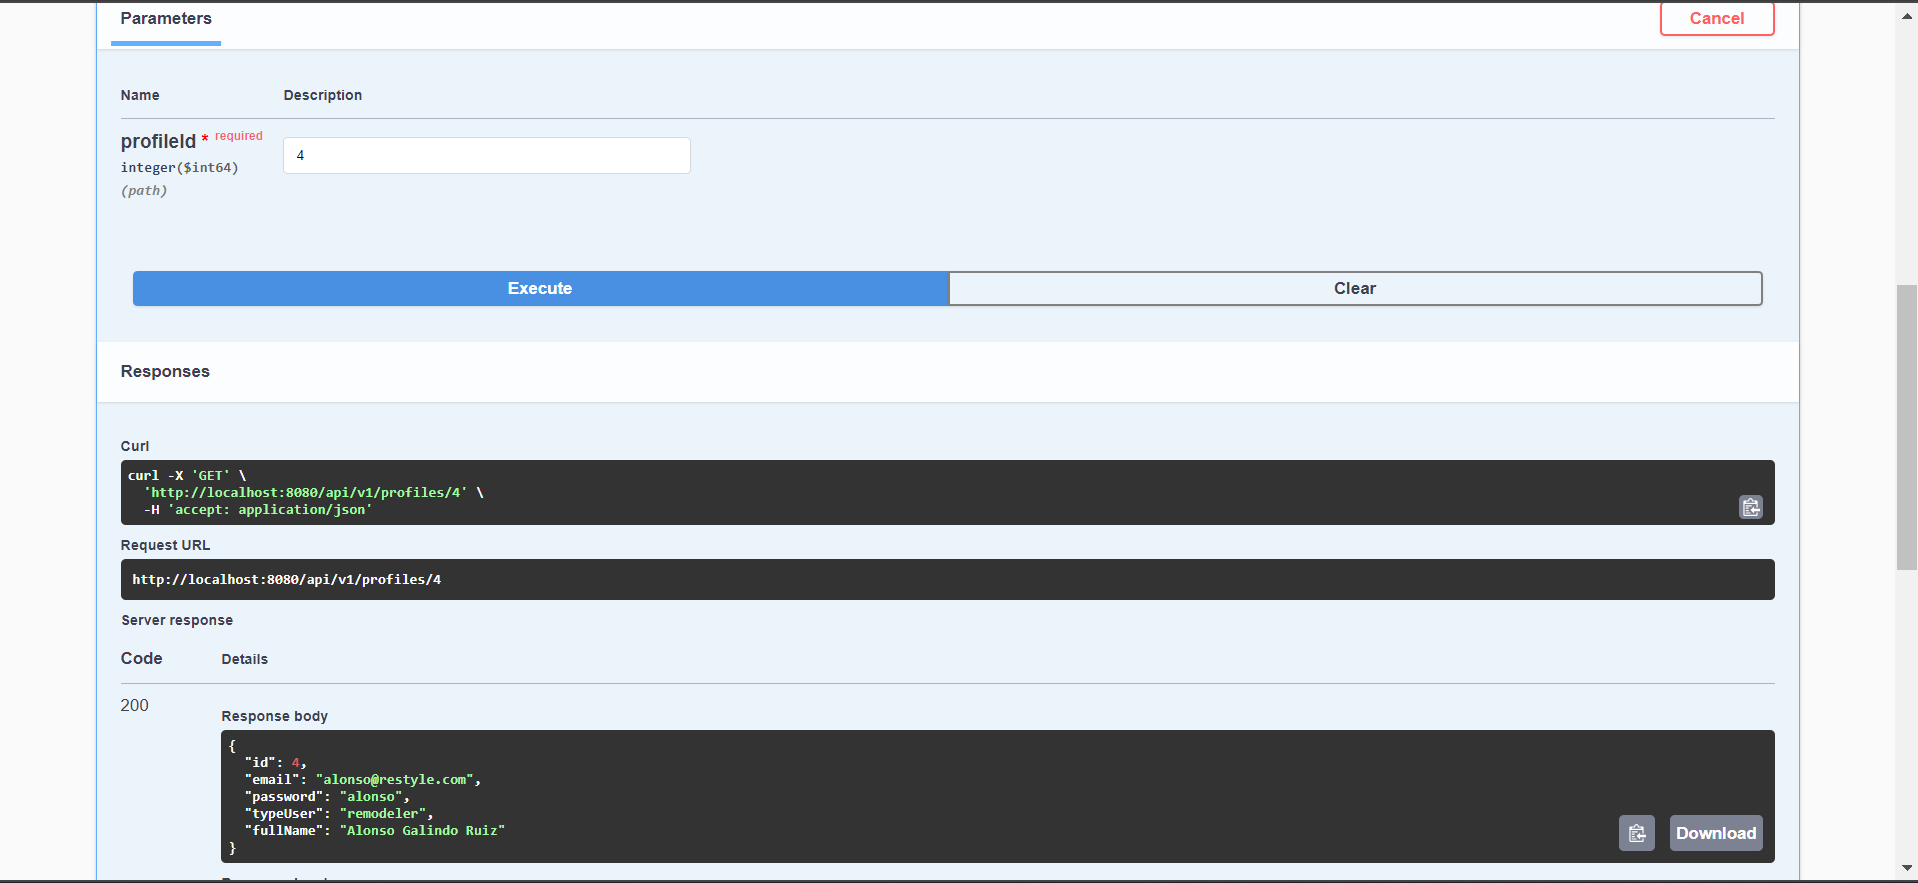 Parameters
Cancel
Name Description
profileId * required
integer($int64)
(path)
4
Execute Clear
Responses
Curl
curl -X 'GET' \
'http://localhost:8080/api/v1/profiles/4' \
-H 'accept: application/json'
Request URL
http://localhost:8080/api/v1/profiles/4
Server response
Code Details
200
Response body
{
"id": 4,
"email": "alonso@restyle.com",
"password": "alonso",
"typeUser": "remodeler",
"fullName": "Alonso Galindo Ruiz"
}
Download